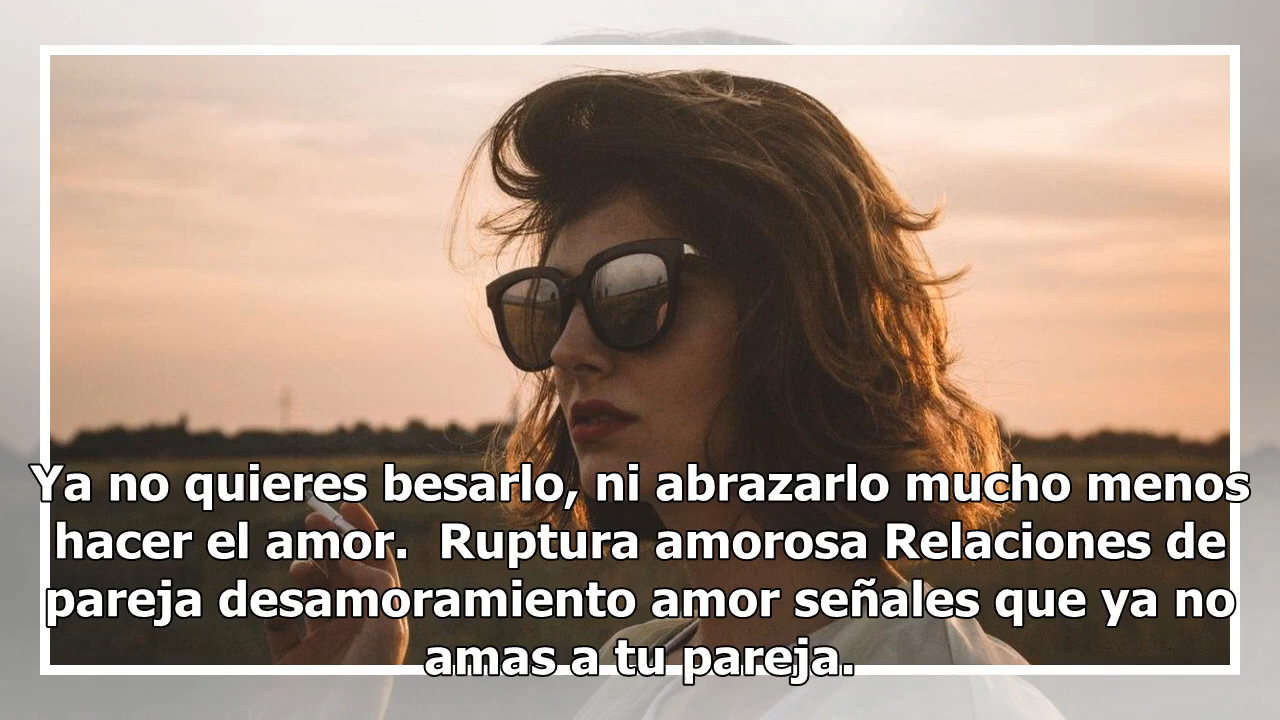 Ya no quieres besarlo, ni abrazarlo mucho menos
hacer el amor.  Ruptura amorosa Relaciones de
pareja desamoramiento amor señales que ya no
amas a tu pareja.